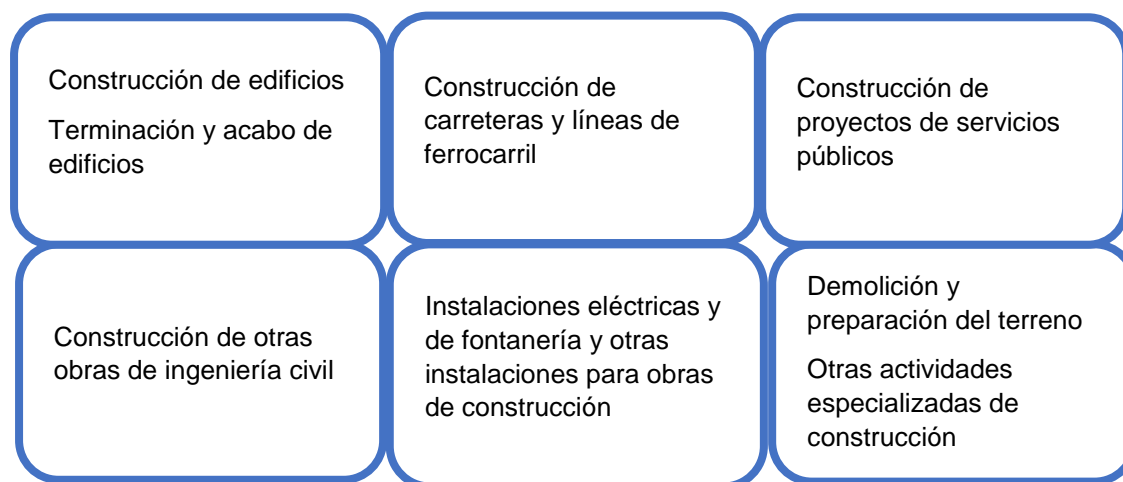 Construcción de edificios
Terminación y acabo de
edificios
Construcción de
carreteras y líneas de
ferrocarril
Construcción de
proyectos de servicios
públicos
Construcción de otras
obras de ingeniería civil
Instalaciones eléctricas y
de fontanería y otras
instalaciones para obras
de construcción
Demolición y
preparación del terreno
Otras actividades
especializadas de
construcción